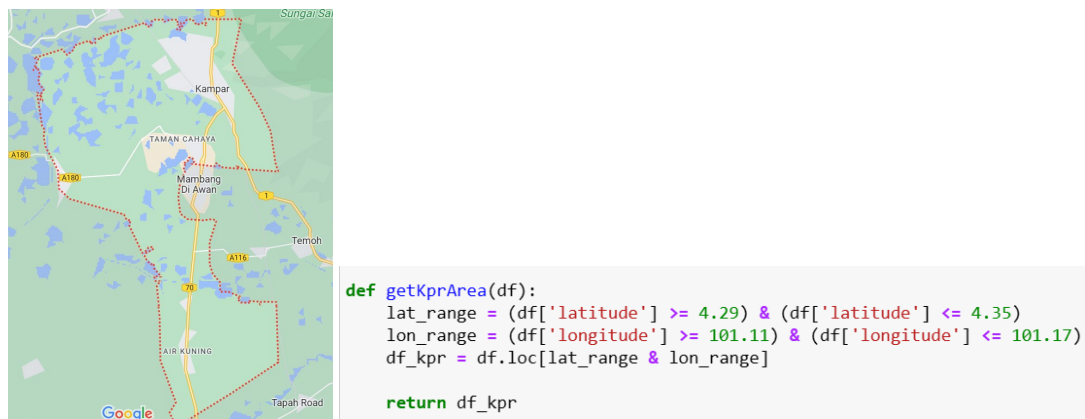 Sungai Sa
1
Kampar
TAMAN CAHAYA
A180
A180
Mambang
Di Awan
1
Temoh
A116
70
AIR KUNING
Tapah Road
Google
def getKprArea(df):
    lat_range = (df['latitude'] >= 4.29) & (df['latitude'] <= 4.35)
    lon_range = (df['longitude'] >= 101.11) & (df['longitude'] <= 101.17)
    df_kpr = df.loc[lat_range & lon_range]
    return df_kpr